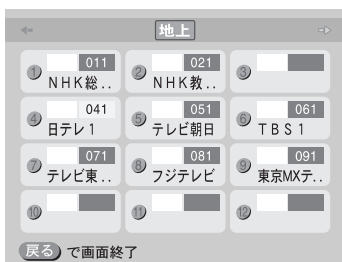 地上
① 011
NHK総..
② 021
NHK教..
③
④ 041
日テレ1
⑤ 051
テレビ朝日
⑥ 061
TBS1
⑦ 071
テレビ東..
⑧ 081
フジテレビ
⑨ 091
東京MXテ..
⑩
⑪
⑫
戻る で画面終了